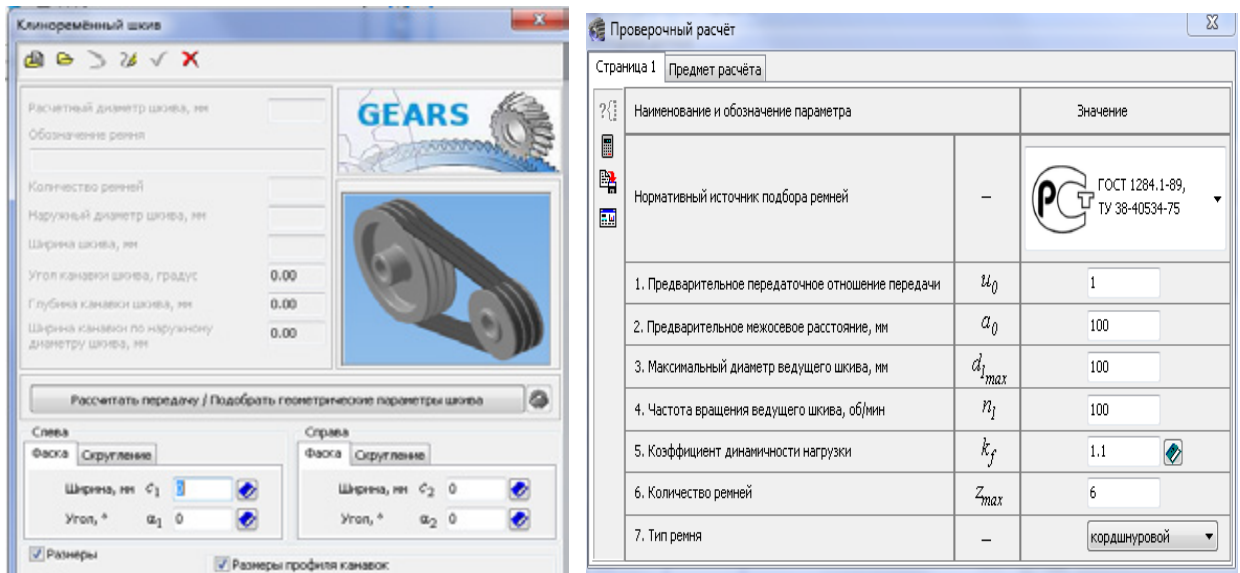 Клиноремённый шкив
Расчетный диаметр шкива, мм
Обозначение ремня
Количество ремней
Наружный диаметр шкива, мм
Ширина шкива, мм
Угол канавки шкива, градус 0.00
Глубина канавки шкива, мм 0.00
Ширина канавки по наружному
диаметру шкива, мм 0.00
GEARS
Рассчитать передачу / Подобрать геометрические параметры шкива
Слева
Фаска Скругление
Ширина, мм c1 0
Угол, ° α1 0
Справа
Фаска Скругление
Ширина, мм c2 0
Угол, ° α2 0
Размеры
Размеры профиля канавок
Проверочный расчёт
Страница 1 Предмет расчёта
Наименование и обозначение параметра Значение
Нормативный источник подбора ремней – РСТ ГОСТ 1284.1-89,
ТУ 38-40534-75
1. Предварительное передаточное отношение передачи u0 1
2. Предварительное межосевое расстояние, мм a0 100
3. Максимальный диаметр ведущего шкива, мм d1max 100
4. Частота вращения ведущего шкива, об/мин n1 100
5. Коэффициент динамичности нагрузки kf 1.1
6. Количество ремней zmax 6
7. Тип ремня – кордшнуровой